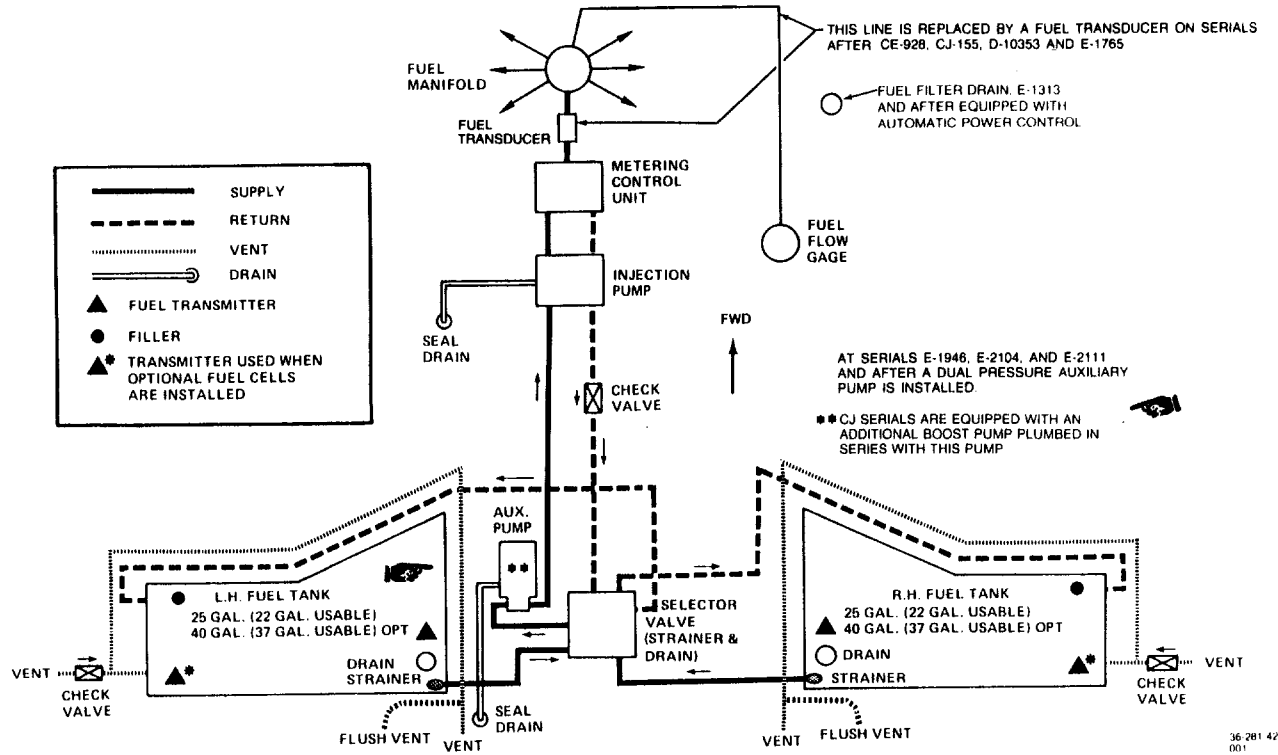 THIS LINE IS REPLACED BY A FUEL TRANSDUCER ON SERIALS
AFTER CE-928, CJ-155, D-10353 AND E-1765
FUEL
MANIFOLD
FUEL FILTER DRAIN, E-1313
AND AFTER EQUIPPED WITH
AUTOMATIC POWER CONTROL
FUEL
TRANSDUCER
METERING
CONTROL
UNIT
SUPPLY
RETURN
VENT
DRAIN
FUEL TRANSMITTER
FILLER
* TRANSMITTER USED WHEN
OPTIONAL FUEL CELLS
ARE INSTALLED
FUEL
FLOW
GAGE
INJECTION
PUMP
SEAL
DRAIN
FWD
CHECK
VALVE
AT SERIALS E-1946, E-2104, AND E-2111
AND AFTER A DUAL PRESSURE AUXILIARY
PUMP IS INSTALLED.
** CJ SERIALS ARE EQUIPPED WITH AN
ADDITIONAL BOOST PUMP PLUMBED IN
SERIES WITH THIS PUMP
AUX.
PUMP
**
L.H. FUEL TANK
25 GAL. (22 GAL. USABLE)
40 GAL. (37 GAL. USABLE) OPT
DRAIN
STRAINER
*
VENT
CHECK
VALVE
FLUSH VENT
VENT
SEAL
DRAIN
SELECTOR
VALVE
(STRAINER &
DRAIN)
R.H. FUEL TANK
25 GAL. (22 GAL. USABLE)
40 GAL. (37 GAL. USABLE) OPT
DRAIN
STRAINER
*
VENT
CHECK
VALVE
VENT
FLUSH VENT
36-281 42
001